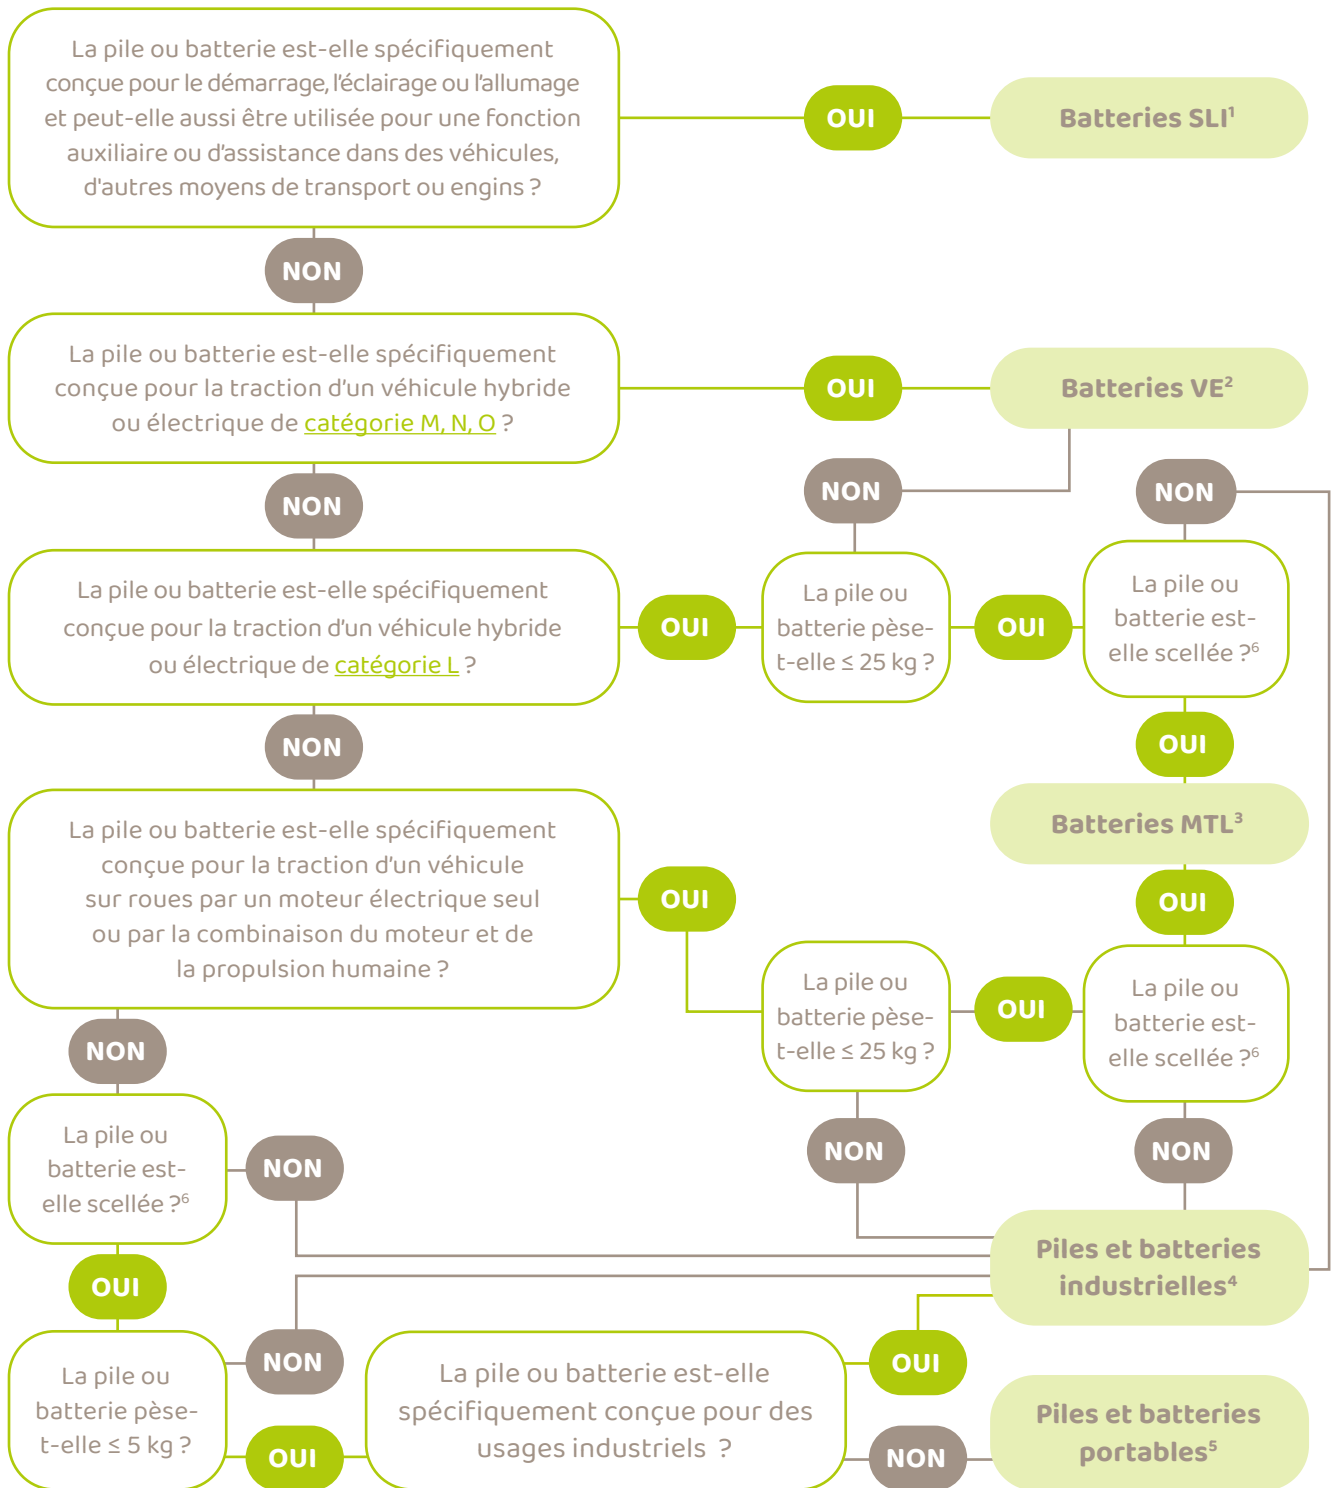 La pile ou batterie est-elle spécifiquement
conçue pour le démarrage, l'éclairage ou l'allumage
et peut-elle aussi être utilisée pour une fonction
auxiliaire ou d'assistance dans des véhicules,
d'autres moyens de transport ou engins ?
OUI
Batteries SLI¹
NON
La pile ou batterie est-elle spécifiquement
conçue pour la traction d'un véhicule hybride
ou électrique de catégorie M, N, O ?
OUI
Batteries VE²
NON
NON
NON
La pile ou batterie est-elle spécifiquement
conçue pour la traction d'un véhicule hybride
ou électrique de catégorie L ?
OUI
La pile ou
batterie pèse-
t-elle ≤ 25 kg ?
OUI
La pile ou
batterie est-
elle scellée ?⁶
NON
OUI
Batteries MTL³
La pile ou batterie est-elle spécifiquement
conçue pour la traction d'un véhicule
sur roues par un moteur électrique seul
ou par la combinaison du moteur et de
la propulsion humaine ?
OUI
OUI
La pile ou
batterie pèse-
t-elle ≤ 25 kg ?
OUI
La pile ou
batterie est-
elle scellée ?⁶
NON
NON
NON
La pile ou
batterie est-
elle scellée ?⁶
NON
Piles et batteries
industrielles⁴
OUI
La pile ou
batterie pèse-
t-elle ≤ 5 kg ?
NON
OUI
La pile ou batterie est-elle
spécifiquement conçue pour des
usages industriels ?
OUI
NON
Piles et batteries
portables⁵